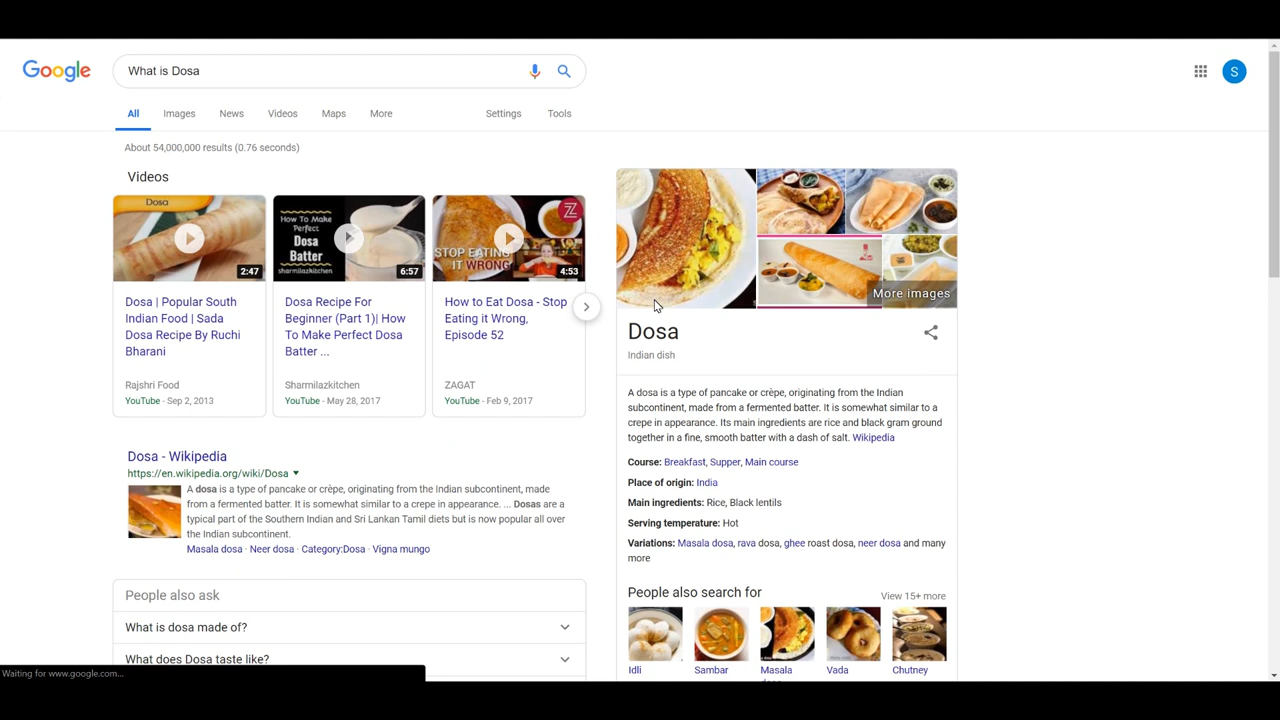 Google
What is Dosa
S
All Images News Videos Maps More Settings Tools
About 54,000,000 results (0.76 seconds)
Videos
Dosa
2:47
How To Make
Perfect
Dosa
Batter
sharmilazkitchen
6:57
Z
STOP EATING
IT WRONG
4:53
Dosa | Popular South
Indian Food | Sada
Dosa Recipe By Ruchi
Bharani
Rajshri Food
YouTube - Sep 2, 2013
Dosa Recipe For
Beginner (Part 1)| How
To Make Perfect Dosa
Batter ...
Sharmilazkitchen
YouTube - May 28, 2017
How to Eat Dosa - Stop
Eating it Wrong,
Episode 52
ZAGAT
YouTube - Feb 9, 2017
Dosa - Wikipedia
https://en.wikipedia.org/wiki/Dosa
A dosa is a type of pancake or crèpe, originating from the Indian subcontinent, made
from a fermented batter. It is somewhat similar to a crepe in appearance. ... Dosas are a
typical part of the Southern Indian and Sri Lankan Tamil diets but is now popular all over
the Indian subcontinent.
Masala dosa · Neer dosa · Category:Dosa · Vigna mungo
People also ask
What is dosa made of?
What does Dosa taste like?
Waiting for www.google.com...
More images
Dosa
Indian dish
A dosa is a type of pancake or crèpe, originating from the Indian
subcontinent, made from a fermented batter. It is somewhat similar to a
crepe in appearance. Its main ingredients are rice and black gram ground
together in a fine, smooth batter with a dash of salt. Wikipedia
Course: Breakfast, Supper, Main course
Place of origin: India
Main ingredients: Rice, Black lentils
Serving temperature: Hot
Variations: Masala dosa, rava dosa, ghee roast dosa, neer dosa and many
more
People also search for
View 15+ more
Idli Sambar Masala Vada Chutney